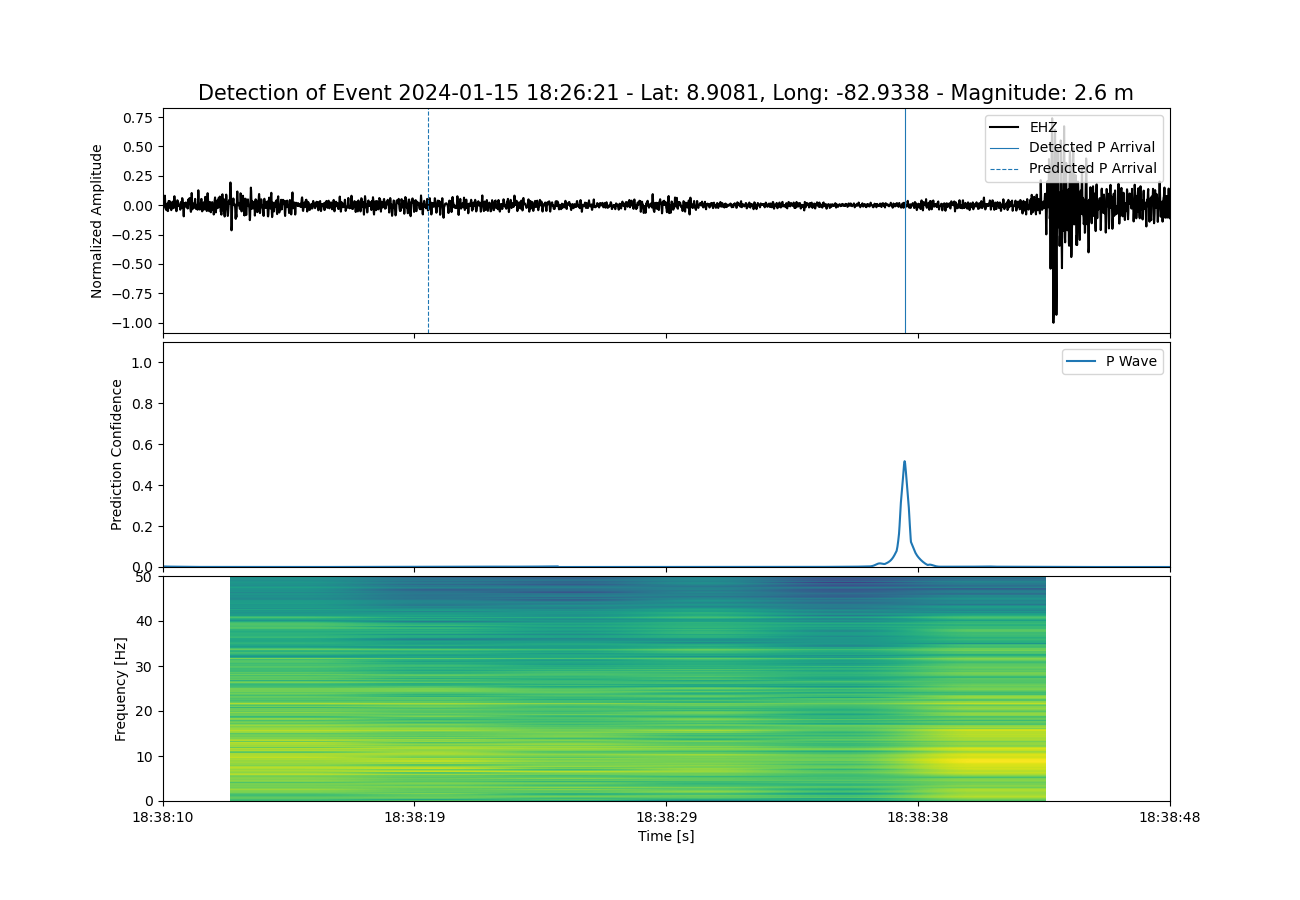 Detection of Event 2024-01-15 18:26:21 - Lat: 8.9081, Long: -82.9338 - Magnitude: 2.6 m
Normalized Amplitude
0.75
0.50
0.25
0.00
−0.25
−0.50
−0.75
−1.00
EHZ
Detected P Arrival
Predicted P Arrival
Prediction Confidence
1.0
0.8
0.6
0.4
0.2
0.0
P Wave
Frequency [Hz]
50
40
30
20
10
0
18:38:10 18:38:19 18:38:29 18:38:38 18:38:48
Time [s]